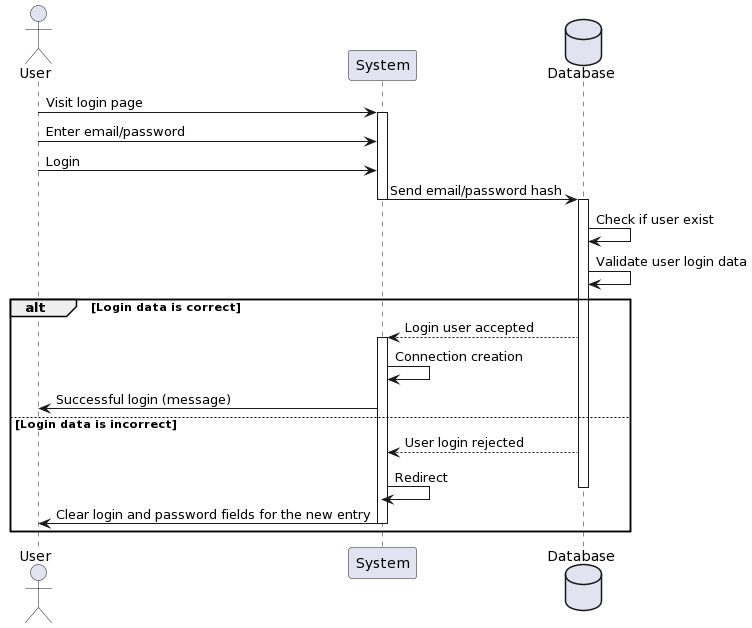 User
System
Database
Visit login page
Enter email/password
Login
Send email/password hash
Check if user exist
Validate user login data
alt [Login data is correct]
Login user accepted
Connection creation
Successful login (message)
[Login data is incorrect]
User login rejected
Redirect
Clear login and password fields for the new entry
User
System
Database